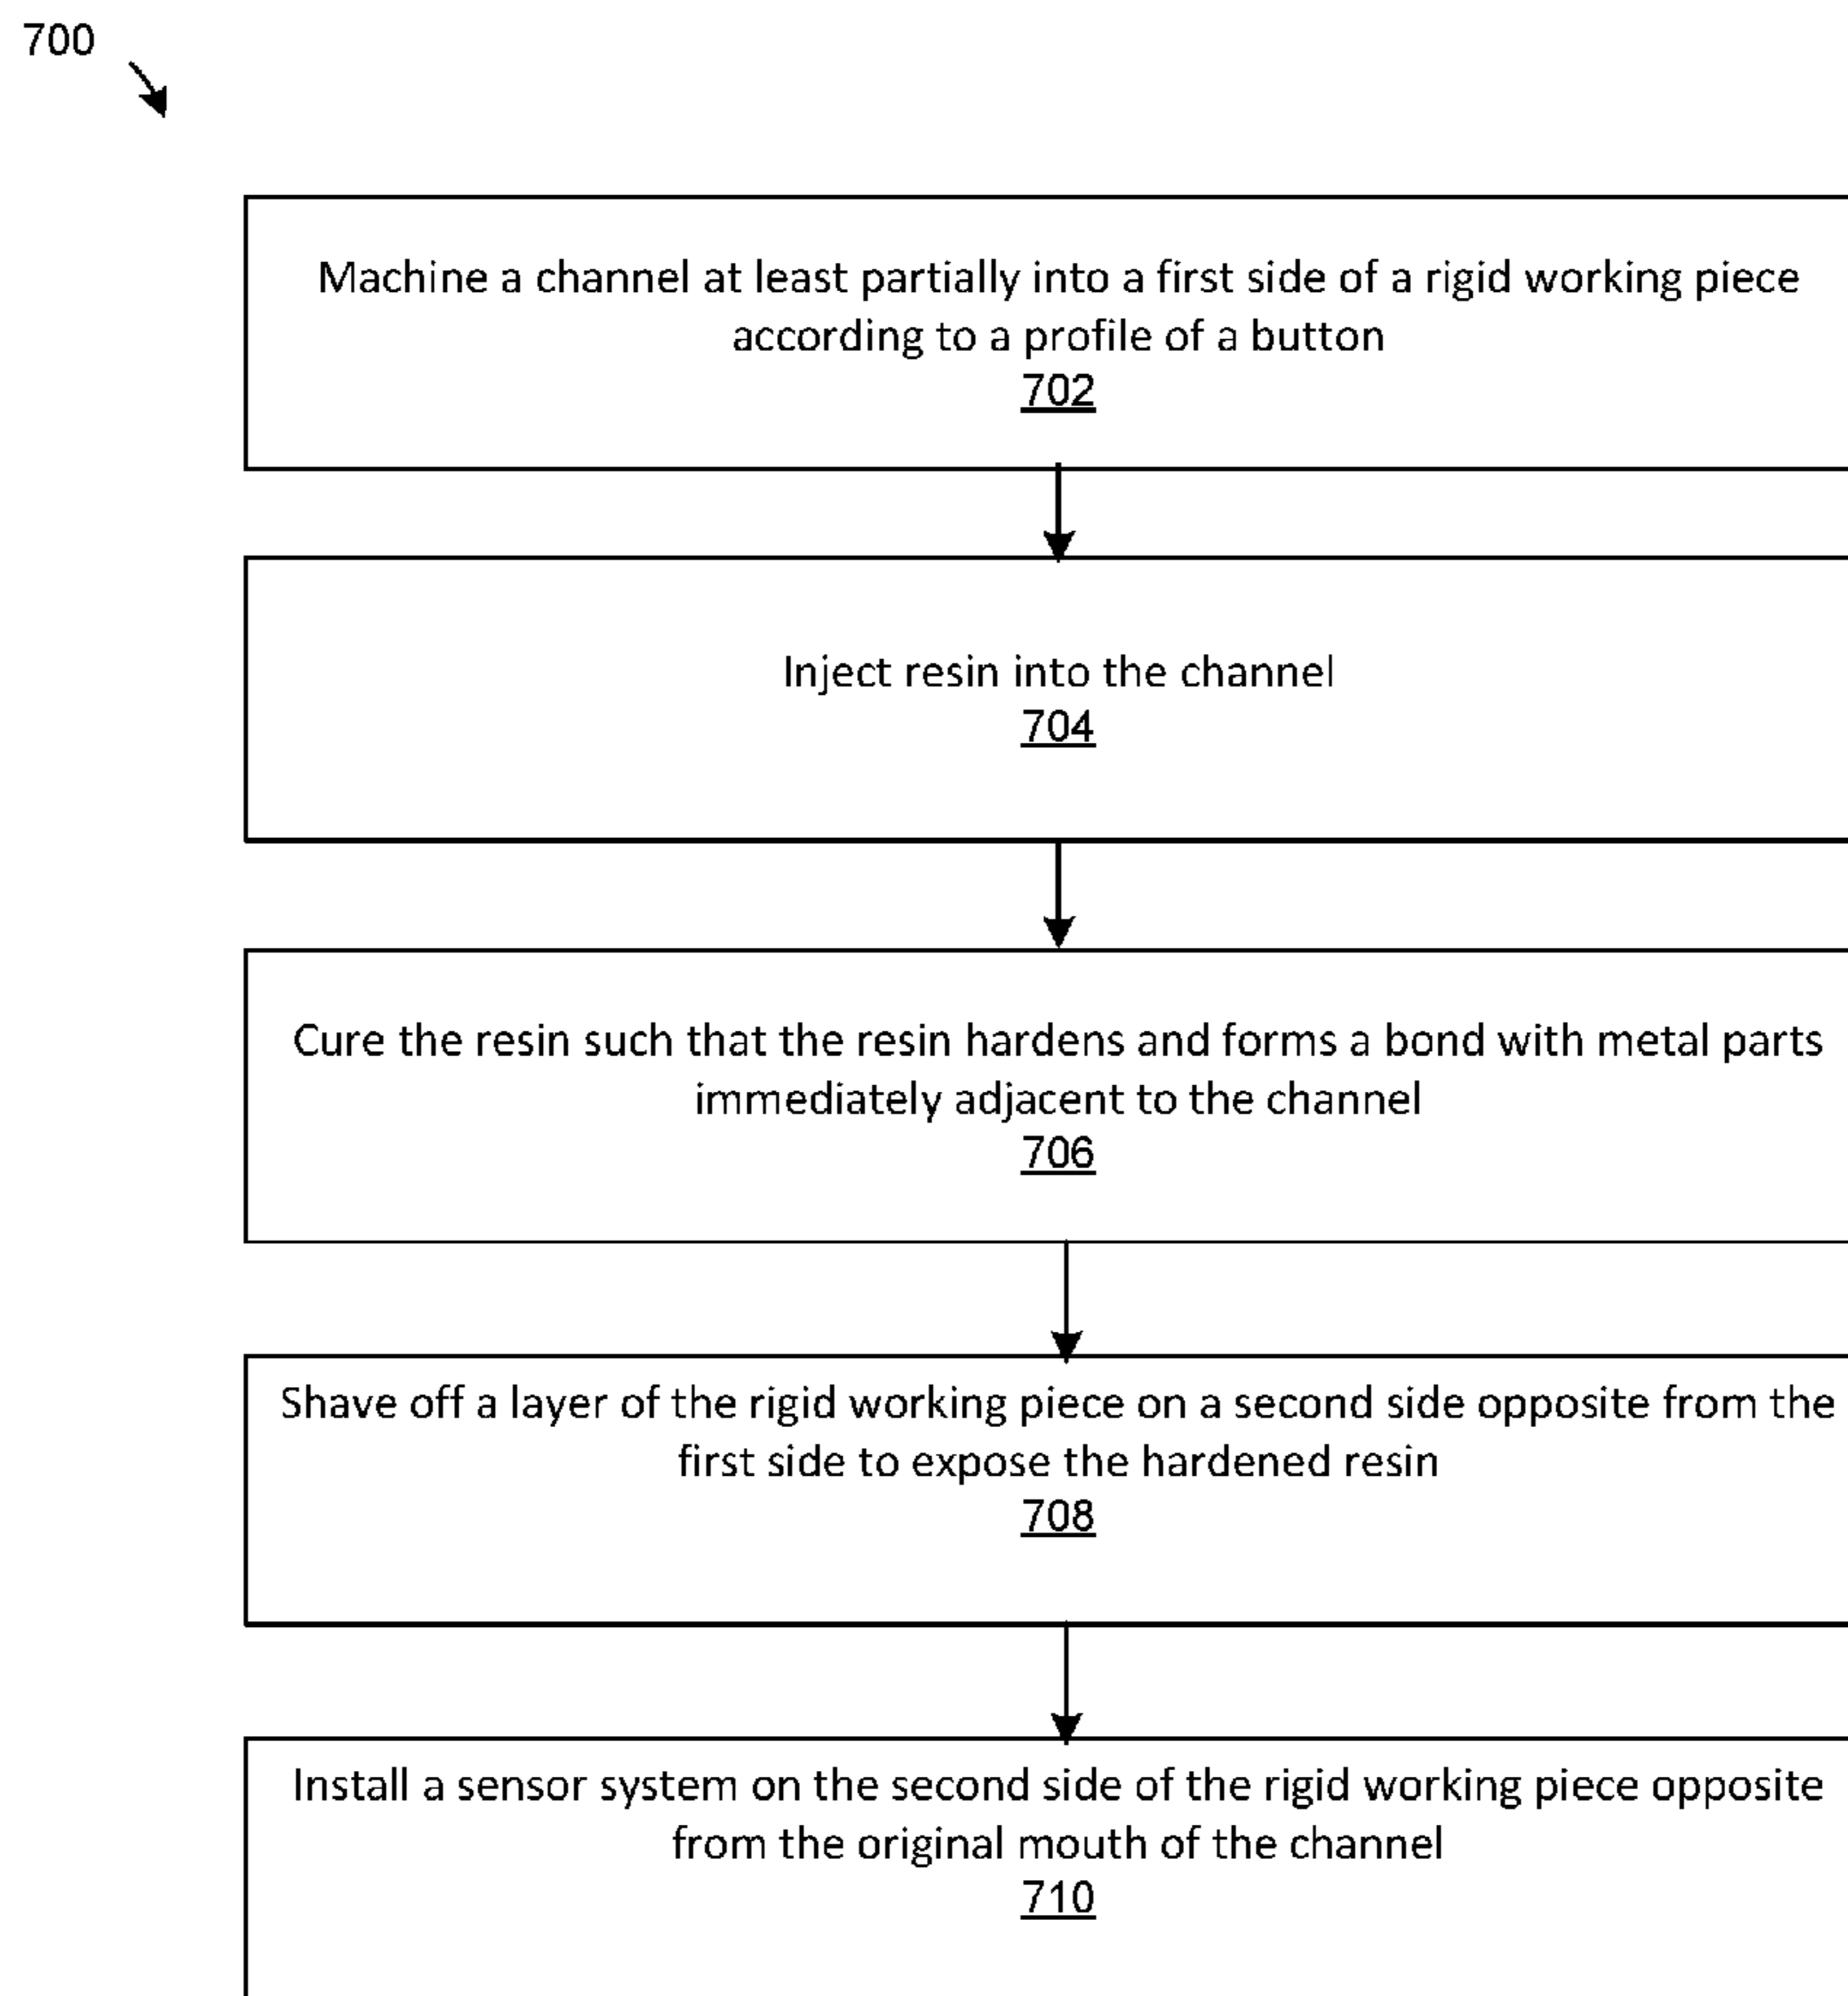 700
Machine a channel at least partially into a first side of a rigid working piece
according to a profile of a button
702
Inject resin into the channel
704
Cure the resin such that the resin hardens and forms a bond with metal parts
immediately adjacent to the channel
706
Shave off a layer of the rigid working piece on a second side opposite from the
first side to expose the hardened resin
708
Install a sensor system on the second side of the rigid working piece opposite
from the original mouth of the channel
710